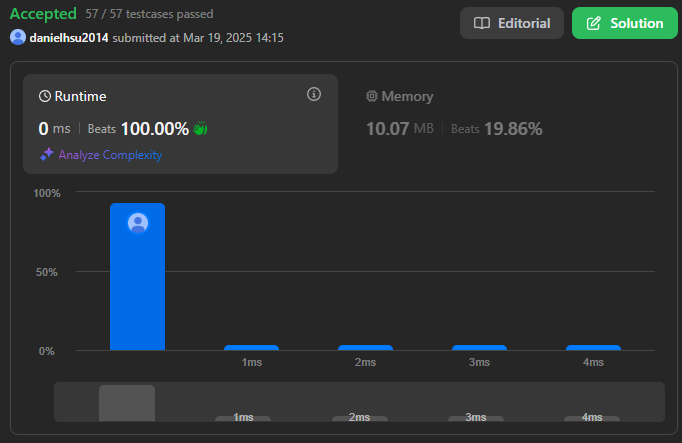 Accepted 57 / 57 testcases passed
danielhsu2014 submitted at Mar 19, 2025 14:15
Editorial
Solution
Runtime
0 ms | Beats 100.00%
Analyze Complexity
Memory
10.07 MB | Beats 19.86%
100%
50%
0%
1ms 2ms 3ms 4ms
1ms 2ms 3ms 4ms